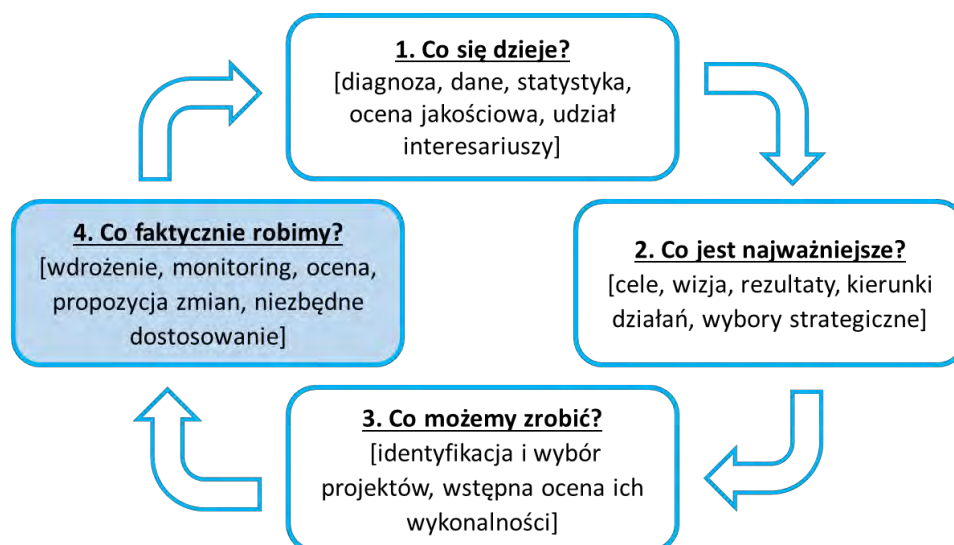 1. Co się dzieje?
[diagnoza, dane, statystyka,
ocena jakościowa, udział
interesariuszy]
2. Co jest najważniejsze?
[cele, wizja, rezultaty, kierunki
działań, wybory strategiczne]
3. Co możemy zrobić?
[identyfikacja i wybór
projektów, wstępna ocena ich
wykonalności]
4. Co faktycznie robimy?
[wdrożenie, monitoring, ocena,
propozycja zmian, niezbędne
dostosowanie]